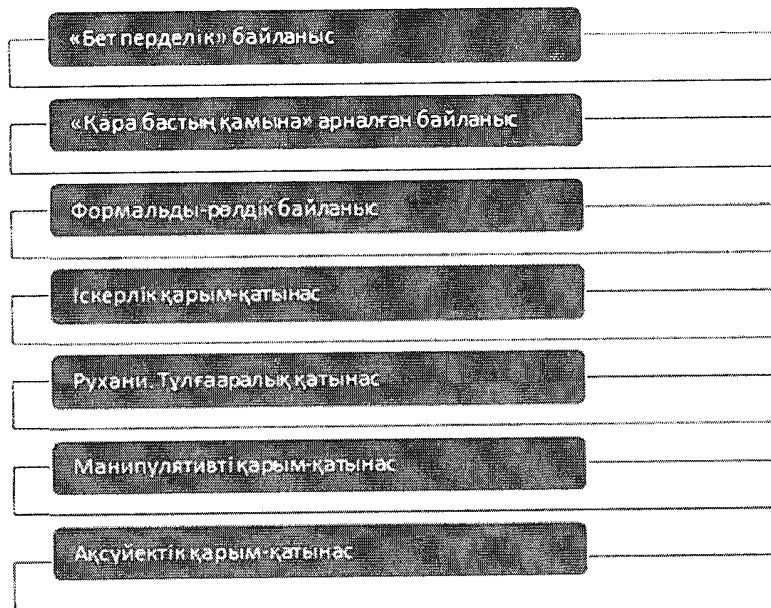 «Бет перделік» байланыс
«Қара бастың қамына» арналған байланыс
Формальды-рөлдік байланыс
Іскерлік қарым-қатынас
Рухани. Тұлғааралық қатынас
Манипулятивті қарым-қатынас
Ақсүйектік қарым-қатынас